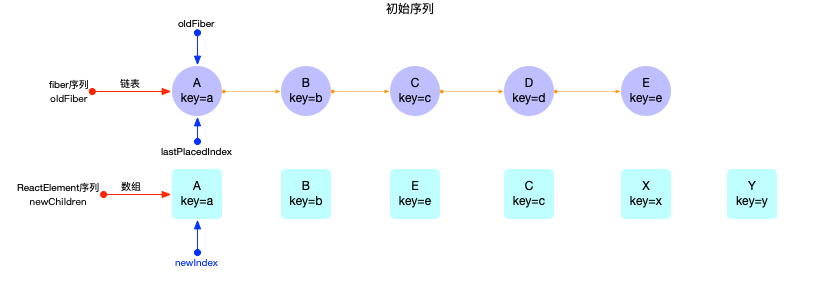 初始序列
oldFiber
fiber序列
oldFiber
链表
A
key=a
B
key=b
C
key=c
D
key=d
E
key=e
lastPlacedIndex
ReactElement序列
newChildren
数组
A
key=a
B
key=b
E
key=e
C
key=c
X
key=x
Y
key=y
newIndex